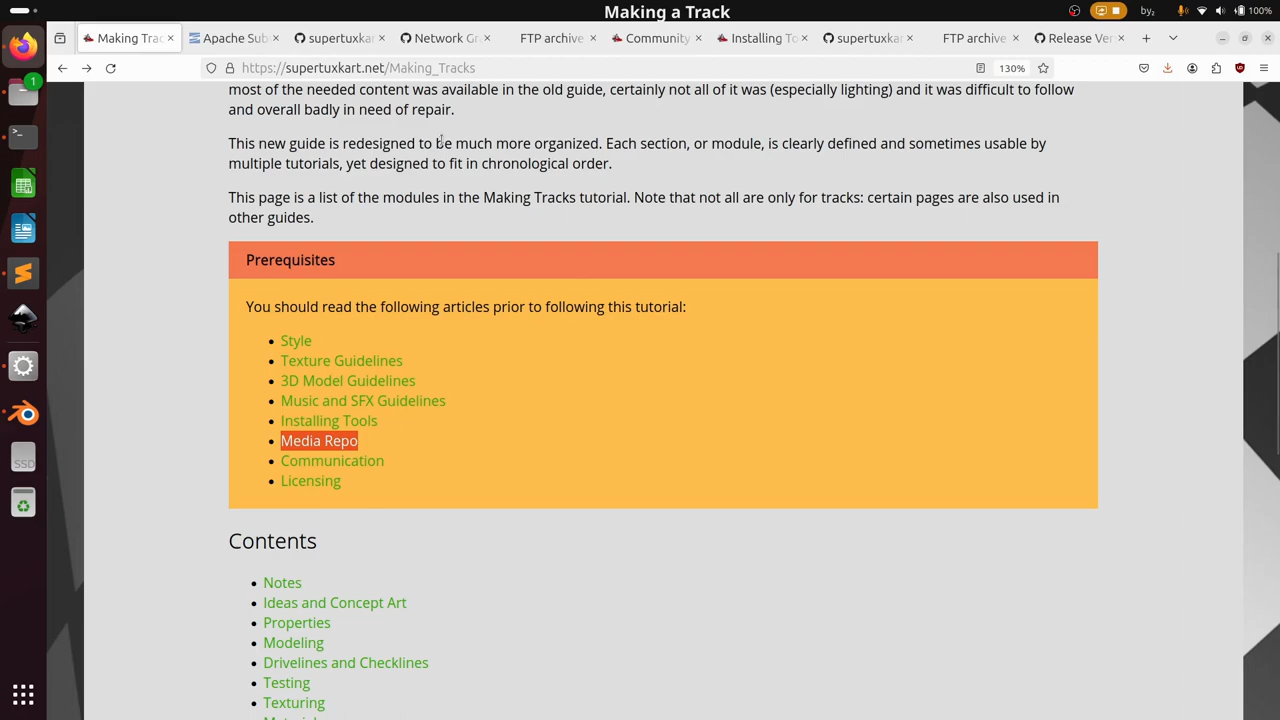 Making a Track
by₂
100%
Making Trac
Apache Sub
supertuxkar
Network Gr
FTP archive
Community
Installing To
supertuxkar
FTP archive
Release Ver
https://supertuxkart.net/Making_Tracks
130%
1
most of the needed content was available in the old guide, certainly not all of it was (especially lighting) and it was difficult to follow
and overall badly in need of repair.
This new guide is redesigned to be much more organized. Each section, or module, is clearly defined and sometimes usable by
multiple tutorials, yet designed to fit in chronological order.
This page is a list of the modules in the Making Tracks tutorial. Note that not all are only for tracks: certain pages are also used in
other guides.
Prerequisites
You should read the following articles prior to following this tutorial:
Style
Texture Guidelines
3D Model Guidelines
Music and SFX Guidelines
Installing Tools
Media Repo
Communication
Licensing
SSD
Contents
Notes
Ideas and Concept Art
Properties
Modeling
Drivelines and Checklines
Testing
Texturing